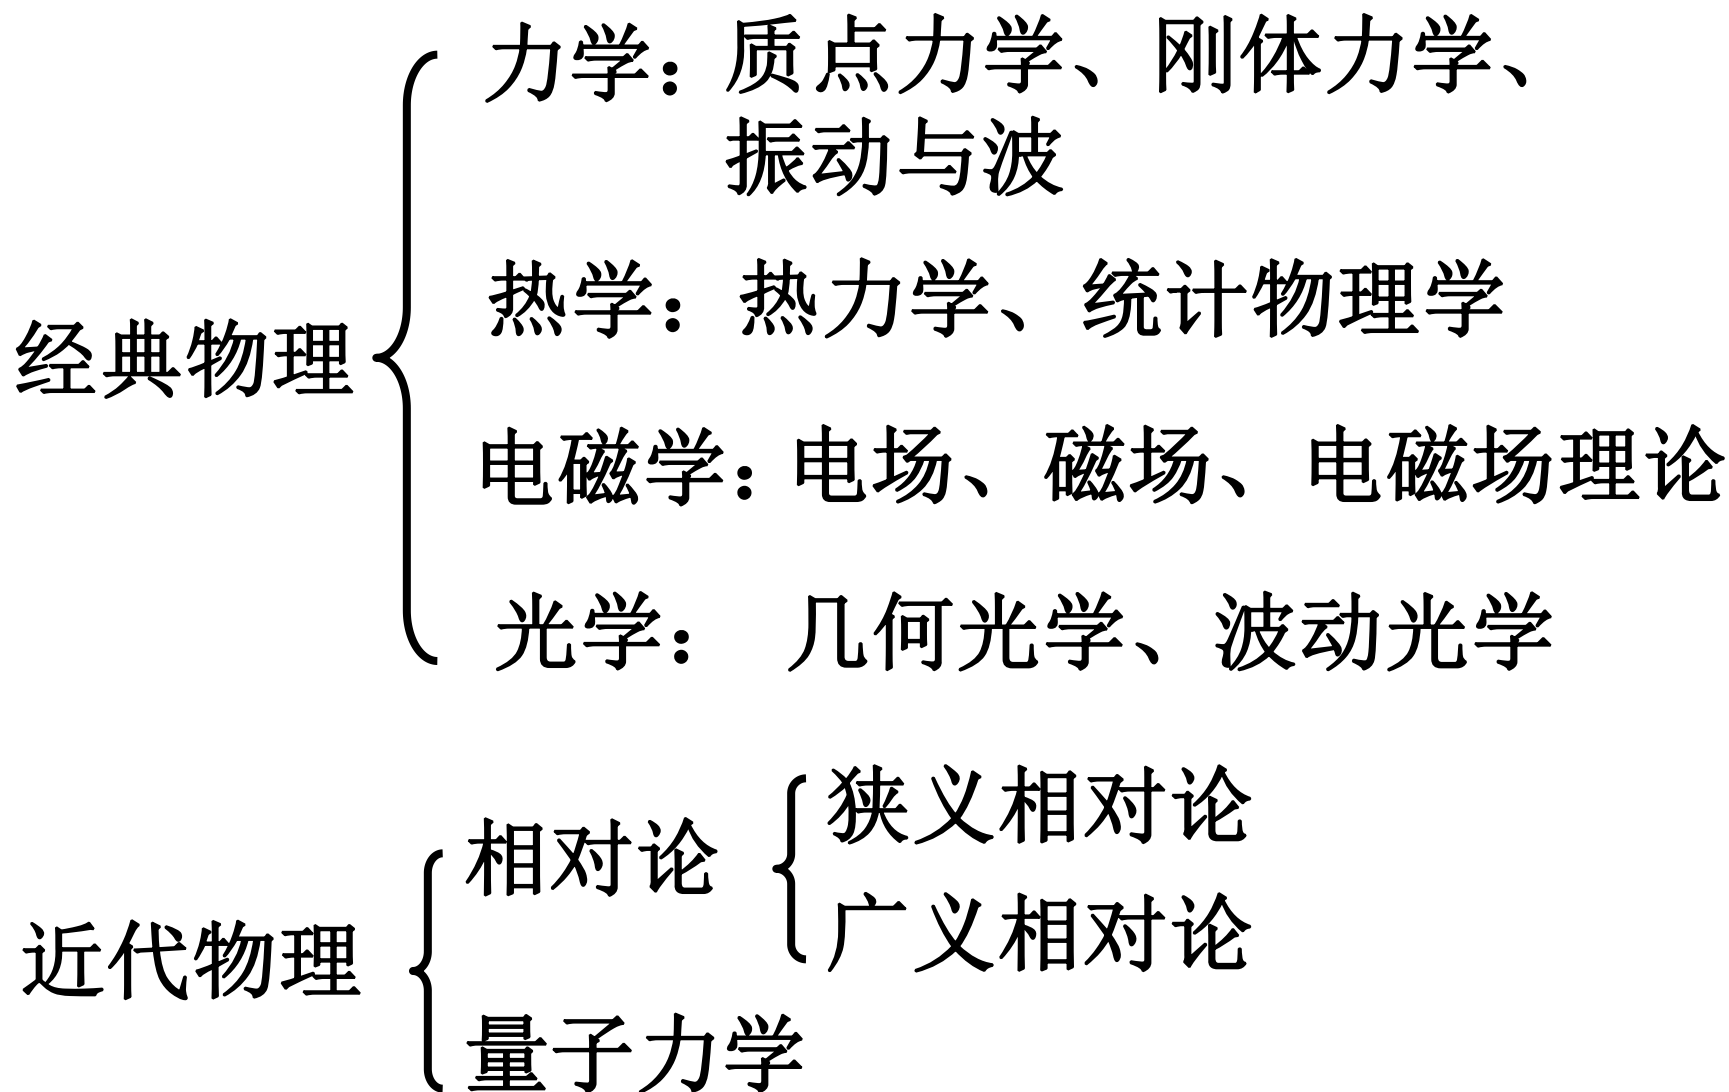 力学：质点力学、刚体力学、
振动与波
热学：热力学、统计物理学
经典物理
电磁学：电场、磁场、电磁场理论
光学： 几何光学、波动光学
狭义相对论
相对论
广义相对论
近代物理
量子力学